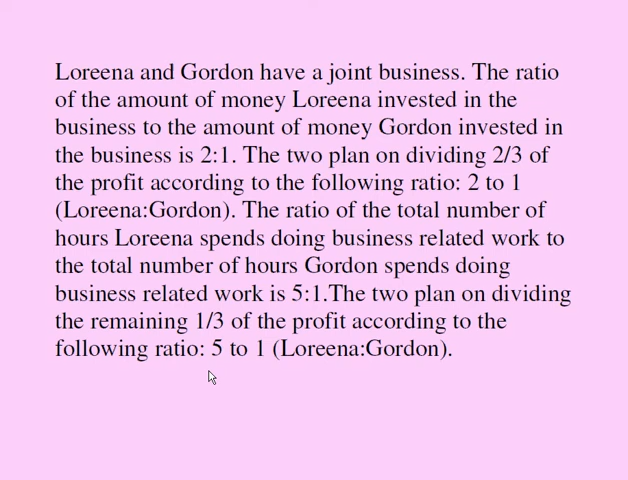 Loreena and Gordon have a joint business. The ratio
of the amount of money Loreena invested in the
business to the amount of money Gordon invested in
the business is 2:1. The two plan on dividing 2/3 of
the profit according to the following ratio: 2 to 1
(Loreena:Gordon). The ratio of the total number of
hours Loreena spends doing business related work to
the total number of hours Gordon spends doing
business related work is 5:1.The two plan on dividing
the remaining 1/3 of the profit according to the
following ratio: 5 to 1 (Loreena:Gordon).